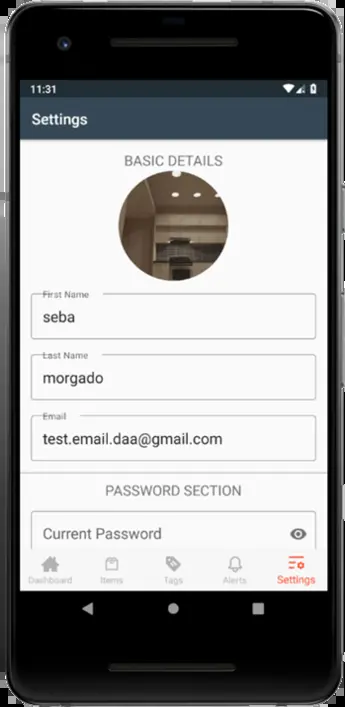 11:31
Settings
BASIC DETAILS
First Name
seba
Last Name
morgado
Email
test.email.daa@gmail.com
PASSWORD SECTION
Current Password
Dashboard Items Tags Alerts Settings